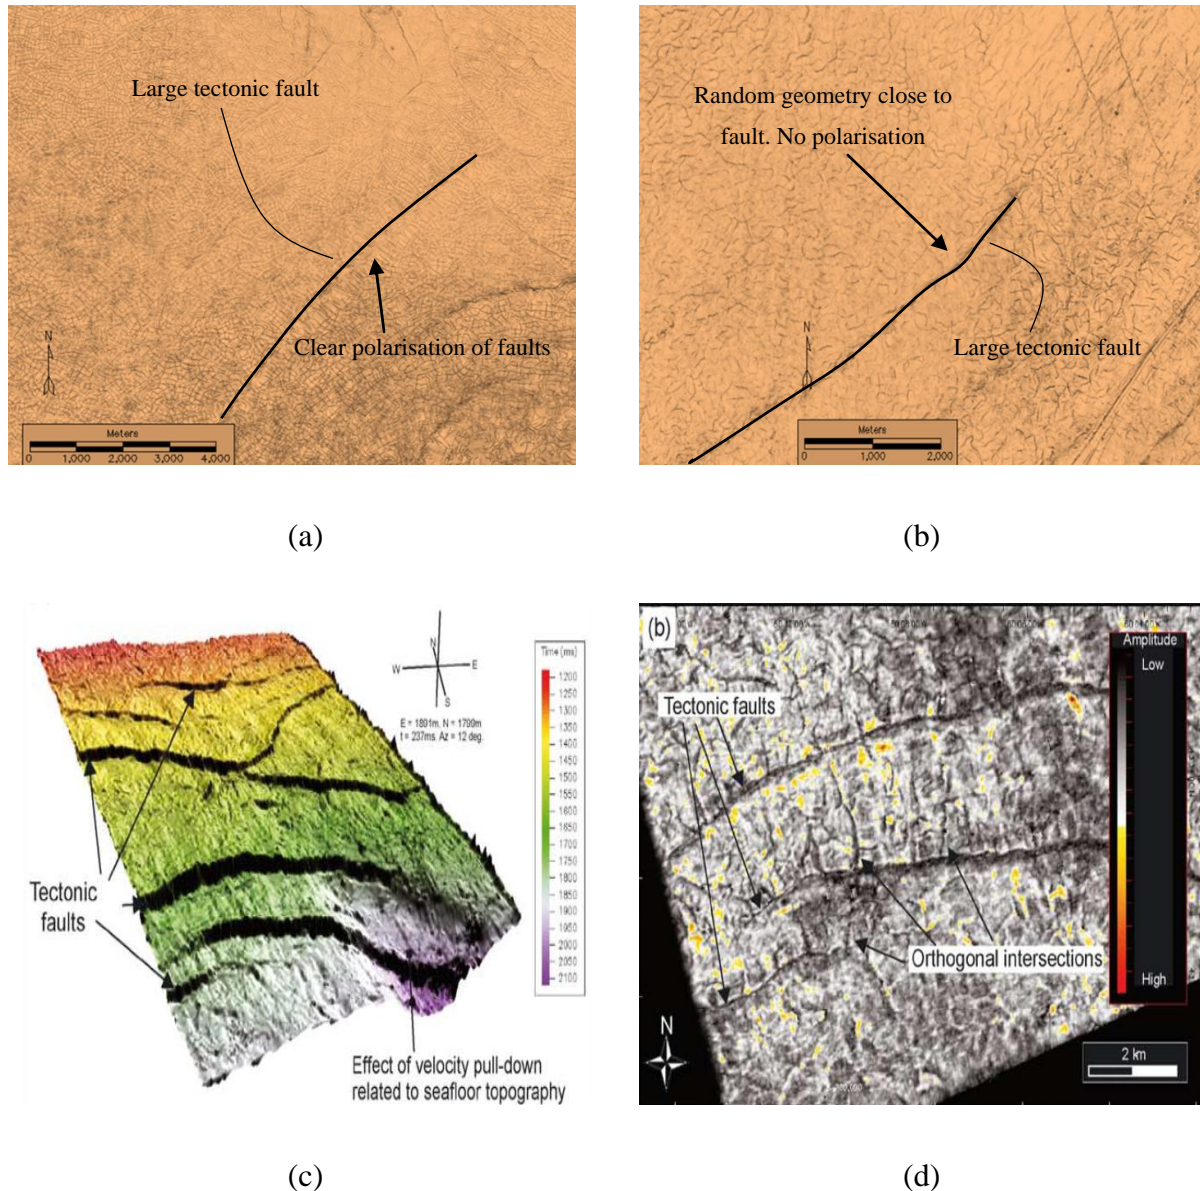 Large tectonic fault
Clear polarisation of faults
N
Meters
0 1,000 2,000 3,000 4,000
(a)
Random geometry close to
fault. No polarisation
Large tectonic fault
N
Meters
0 1,000 2,000
(b)
N
W E
S
E = 1891m, N = 1799m
t = 237ms. Az = 12 deg.
Time (ms)
1200
1250
1300
1350
1400
1450
1500
1550
1600
1650
1700
1750
1800
1850
1900
1950
2000
2050
2100
Tectonic
faults
Effect of velocity pull-down
related to seafloor topography
(c)
(b)
Amplitude
Low
High
Tectonic faults
Orthogonal intersections
N
2 km
(d)